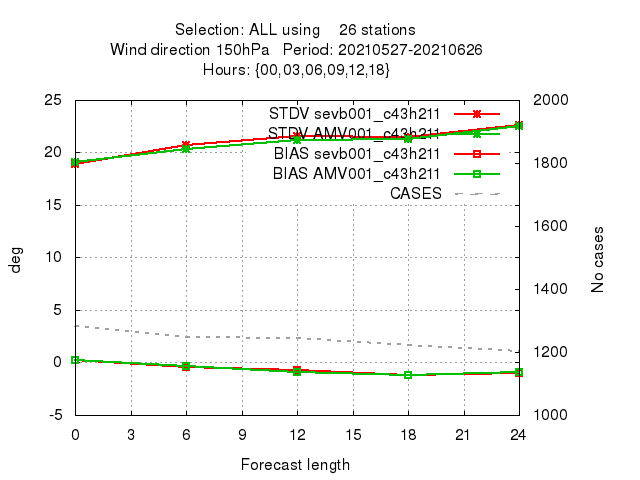 Selection: ALL using 26 stations
Wind direction 150hPa Period: 20210527-20210626
Hours: {00,03,06,09,12,18}
25 2000
STDV sevb001_c43h211
STDV AMV001_c43h211
BIAS sevb001_c43h211
BIAS AMV001_c43h211
CASES
20 1800
15 1600
10 1400
5 1200
0 1000
-5
deg
No cases
0 3 6 9 12 15 18 21 24
Forecast length